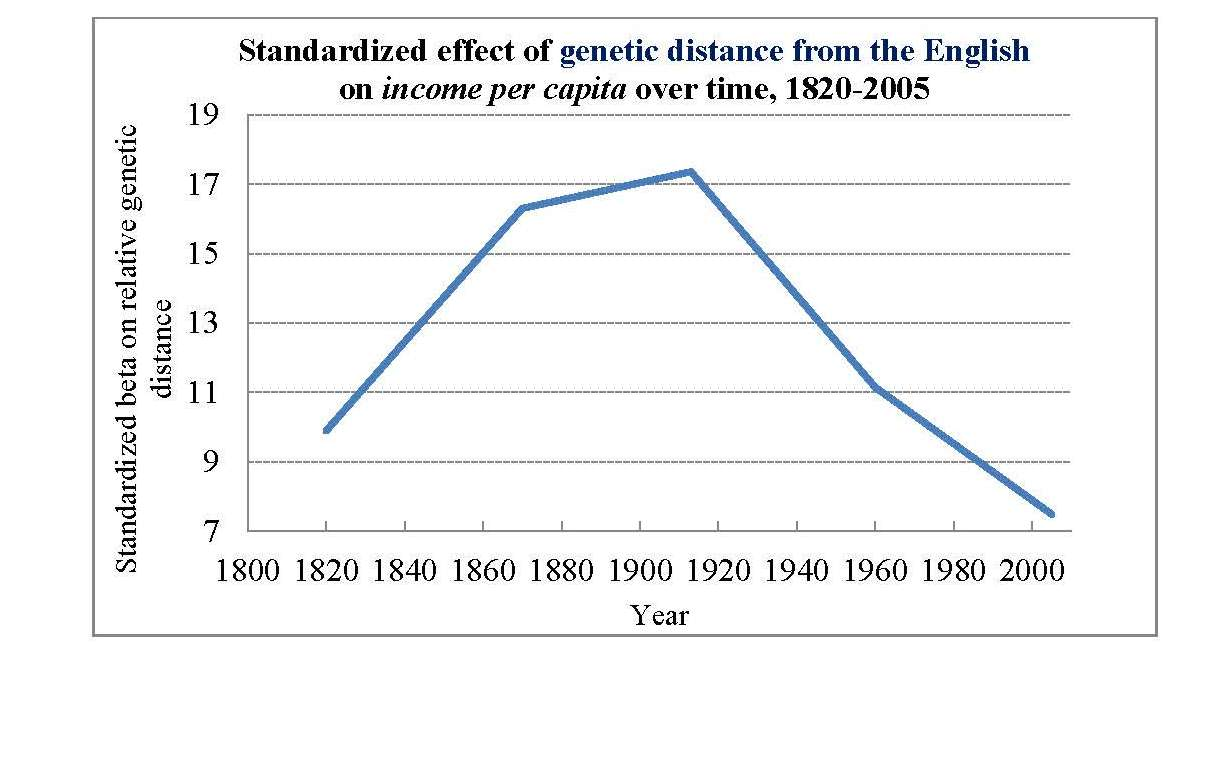 Standardized effect of genetic distance from the English
on income per capita over time, 1820-2005
Standardized beta on relative genetic
distance
19
17
15
13
11
9
7
1800 1820 1840 1860 1880 1900 1920 1940 1960 1980 2000
Year